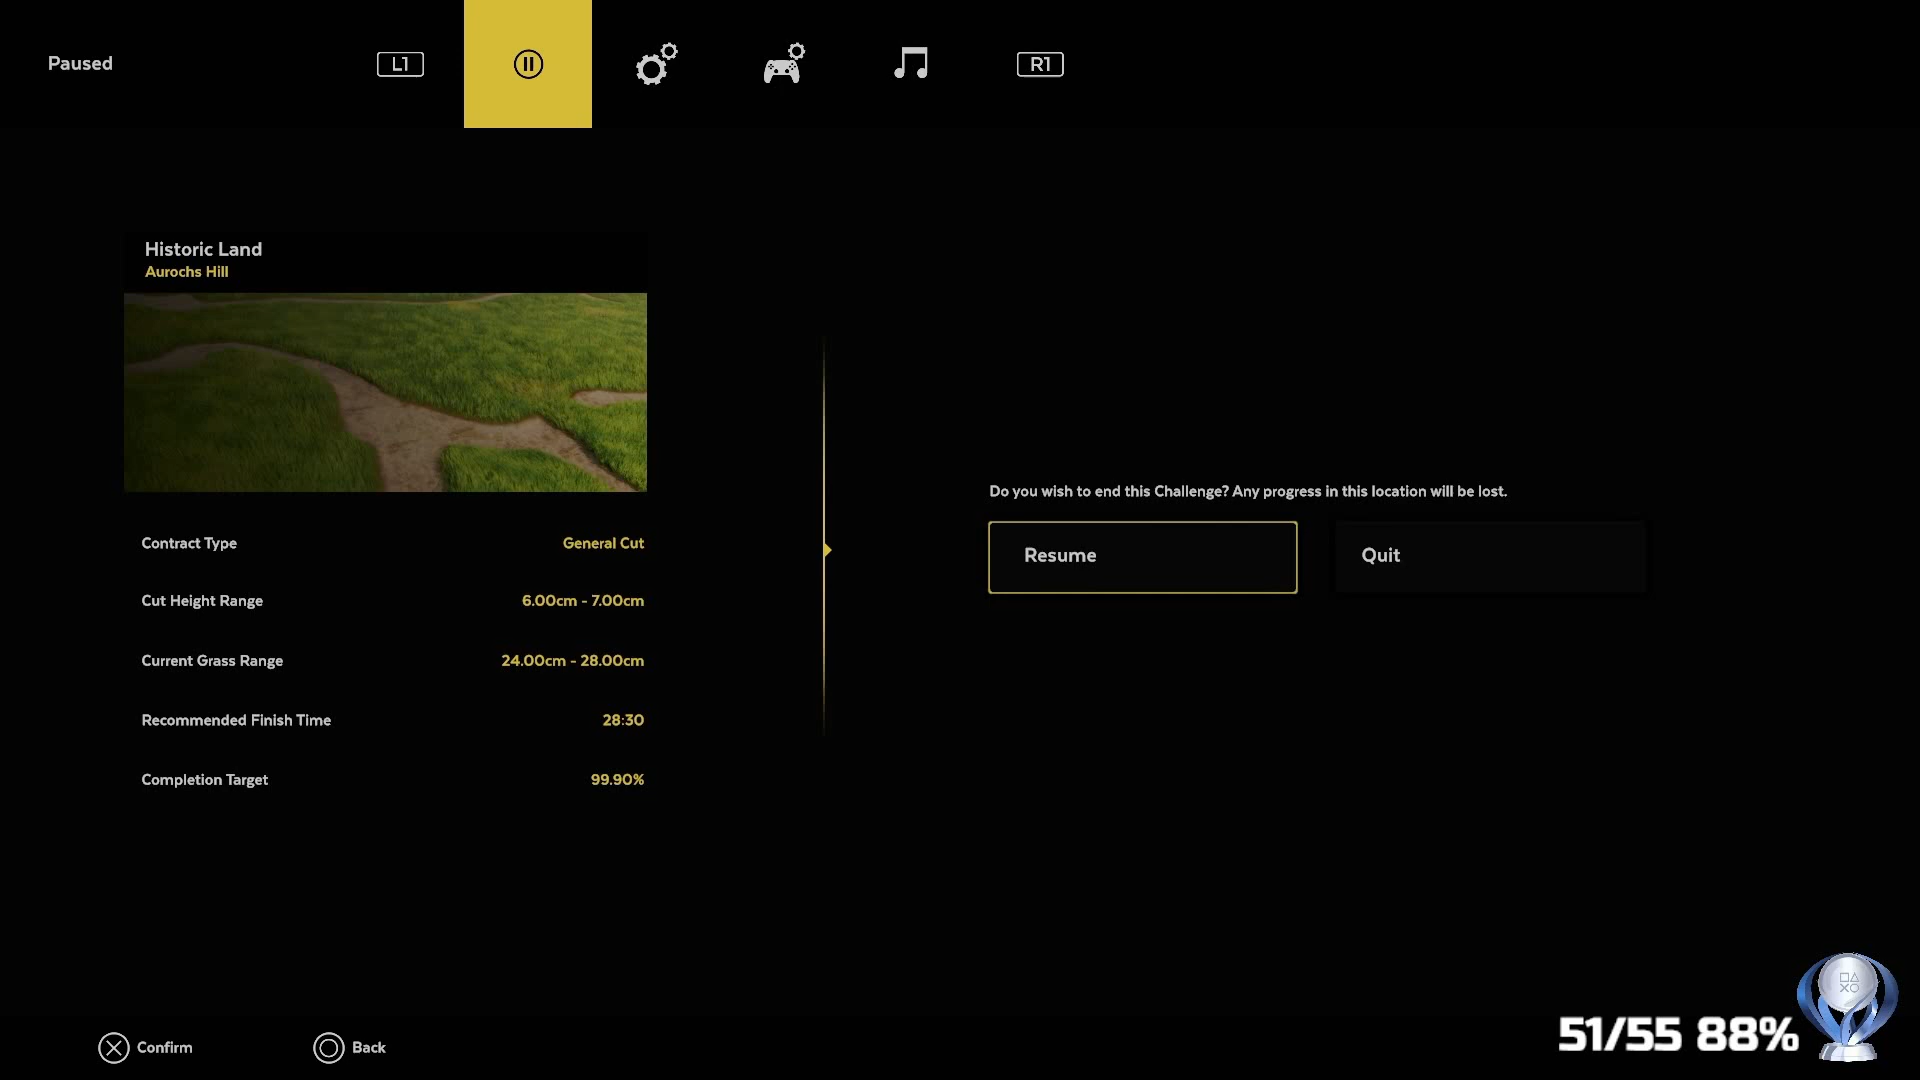 Paused
L1
R1
Historic Land
Aurochs Hill
Contract Type General Cut
Cut Height Range 6.00cm - 7.00cm
Current Grass Range 24.00cm - 28.00cm
Recommended Finish Time 28:30
Completion Target 99.90%
Do you wish to end this Challenge? Any progress in this location will be lost.
Resume
Quit
Confirm
Back
51/55 88%